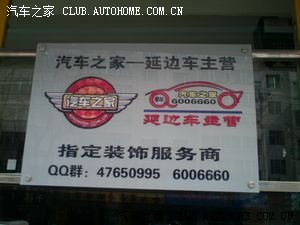 汽车之家 CLUB.AUTOHOME.COM.CN
汽车之家—延边车主营
汽车之家
汽车之家
群 6006660
延边车主营
指定装饰服务商
QQ群：47650995 6006660